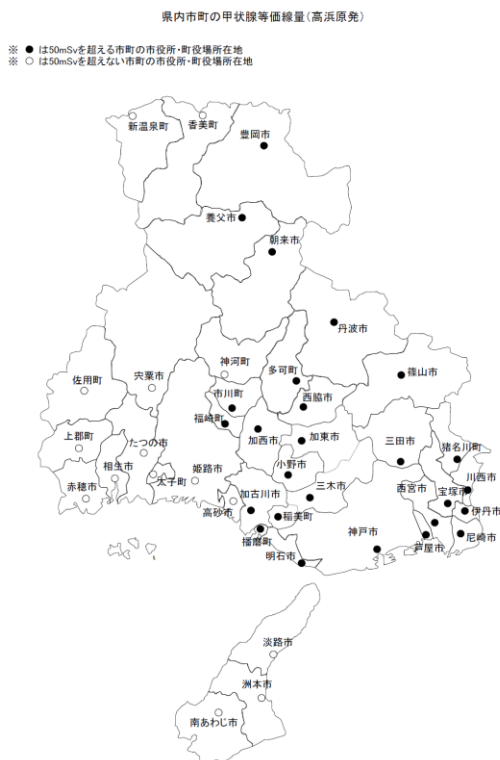 県内市町の甲状腺等価線量(高浜原発)
※ ● は50mSvを超える市町の市役所・町役場所在地
※ ○ は50mSvを超えない市町の市役所・町役場所在地
新温泉町
香美町
豊岡市
養父市
朝来市
丹波市
神河町
多可町
篠山市
佐用町
宍粟市
市川町
西脇市
福崎町
加西市
加東市
上郡町
たつの市
三田市
猪名川町
相生市
太子町
姫路市
小野市
川西市
赤穂市
加古川市
三木市
西宮市
宝塚市
高砂市
稲美町
伊丹市
播磨町
神戸市
芦屋市
尼崎市
明石市
淡路市
洲本市
南あわじ市